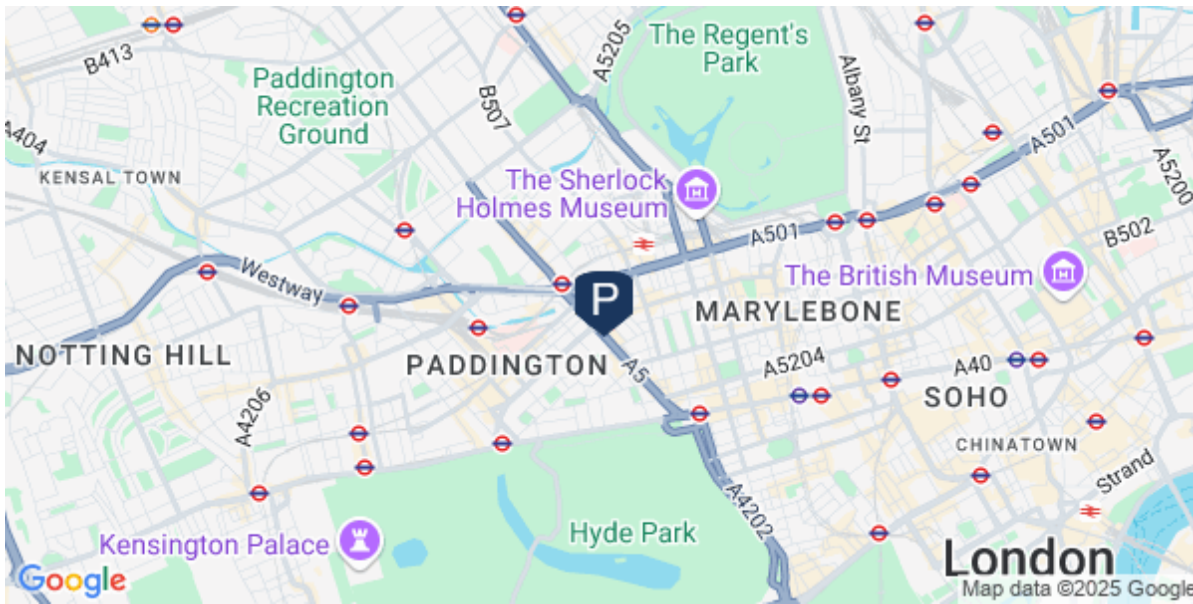 B413
A5205
The Regent's
Park
Paddington
Recreation
Ground
B507
Albany St
A501
A404
A5200
KENSAL TOWN
The Sherlock
Holmes Museum
A501
B502
Westway
The British Museum
P
MARYLEBONE
NOTTING HILL
PADDINGTON
A5
A5204
A40
SOHO
A4206
CHINATOWN
Strand
A4202
Kensington Palace
Hyde Park
London
Google
Map data ©2025 Google